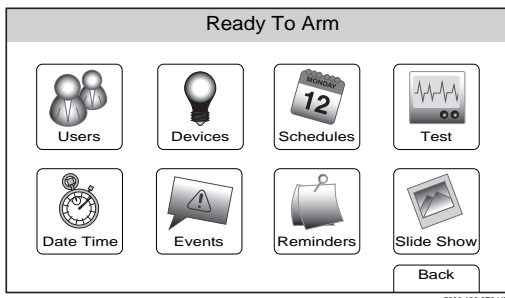 Ready To Arm
MONDAY
12
Users
Devices
Schedules
Test
Date Time
Events
Reminders
Slide Show
Back